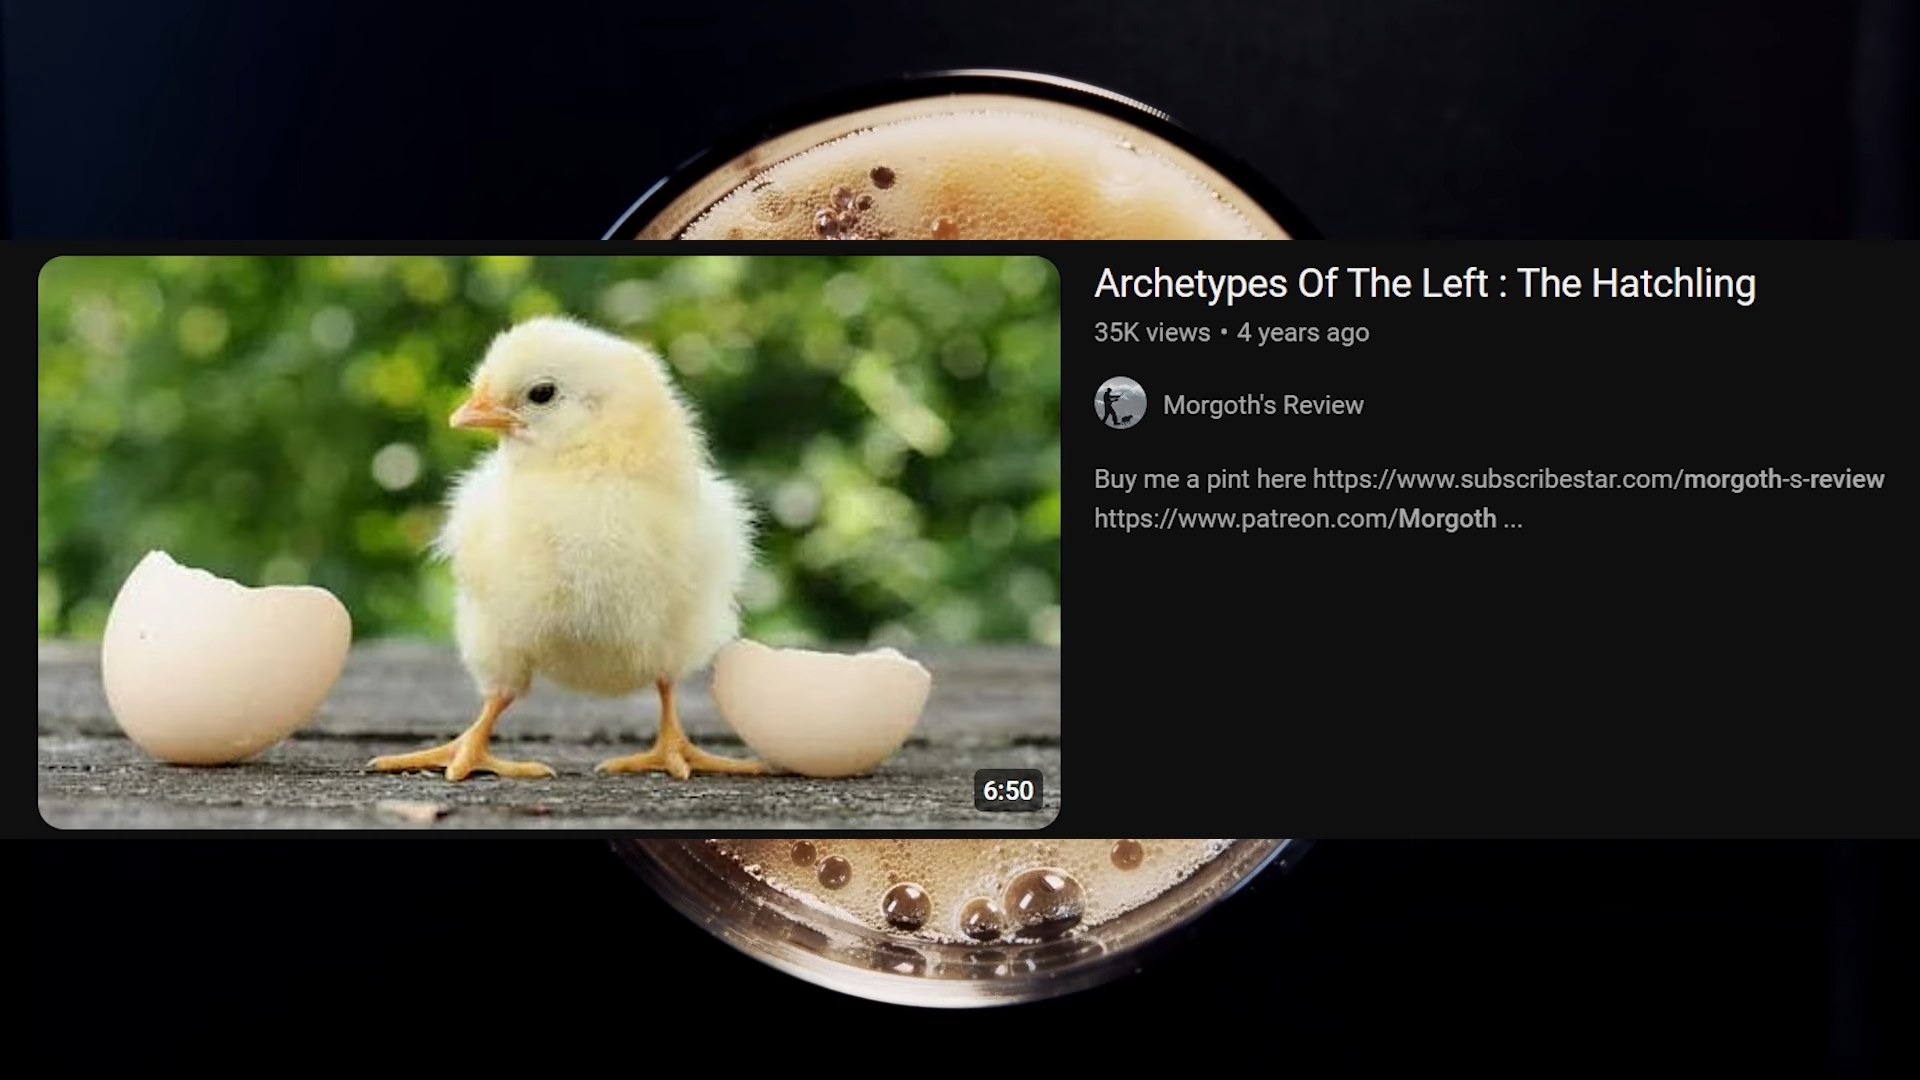 Archetypes Of The Left : The Hatchling
35K views • 4 years ago
Morgoth's Review
Buy me a pint here https://www.subscribestar.com/morgoth-s-review
https://www.patreon.com/Morgoth ...
6:50